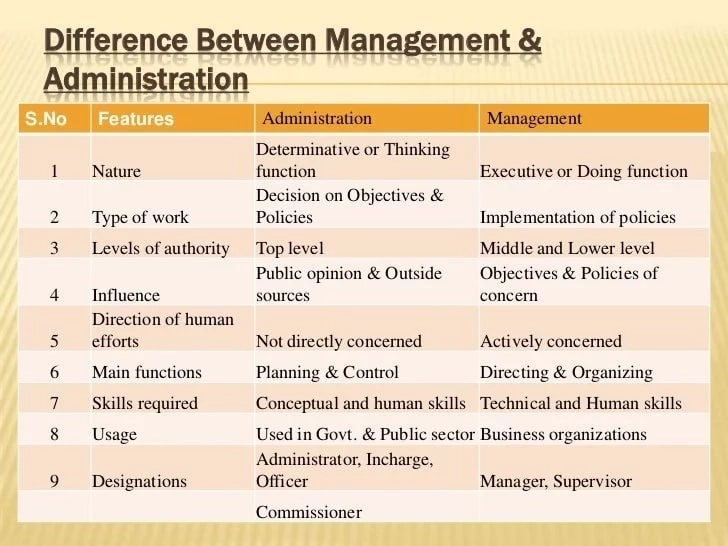 Difference Between Management &
Administration
S.No Features Administration Management
1 Nature Determinative or Thinking function Executive or Doing function
2 Type of work Decision on Objectives & Policies Implementation of policies
3 Levels of authority Top level Middle and Lower level
4 Influence Public opinion & Outside sources Objectives & Policies of concern
5 Direction of human efforts Not directly concerned Actively concerned
6 Main functions Planning & Control Directing & Organizing
7 Skills required Conceptual and human skills Technical and Human skills
8 Usage Used in Govt. & Public sector Business organizations
9 Designations Administrator, Incharge, Officer Manager, Supervisor
Commissioner